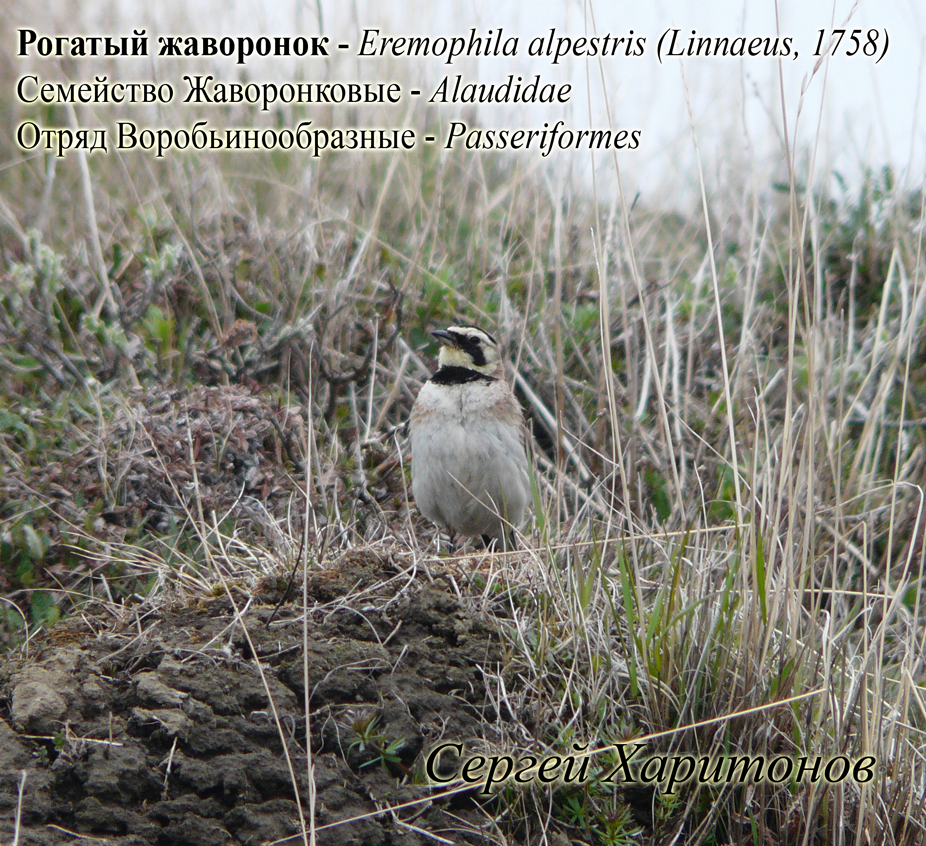 Рогатый жаворонок - Eremophila alpestris (Linnaeus, 1758)
Семейство Жаворонковые - Alaudidae
Отряд Воробьинообразные - Passeriformes
Сергей Харитонов